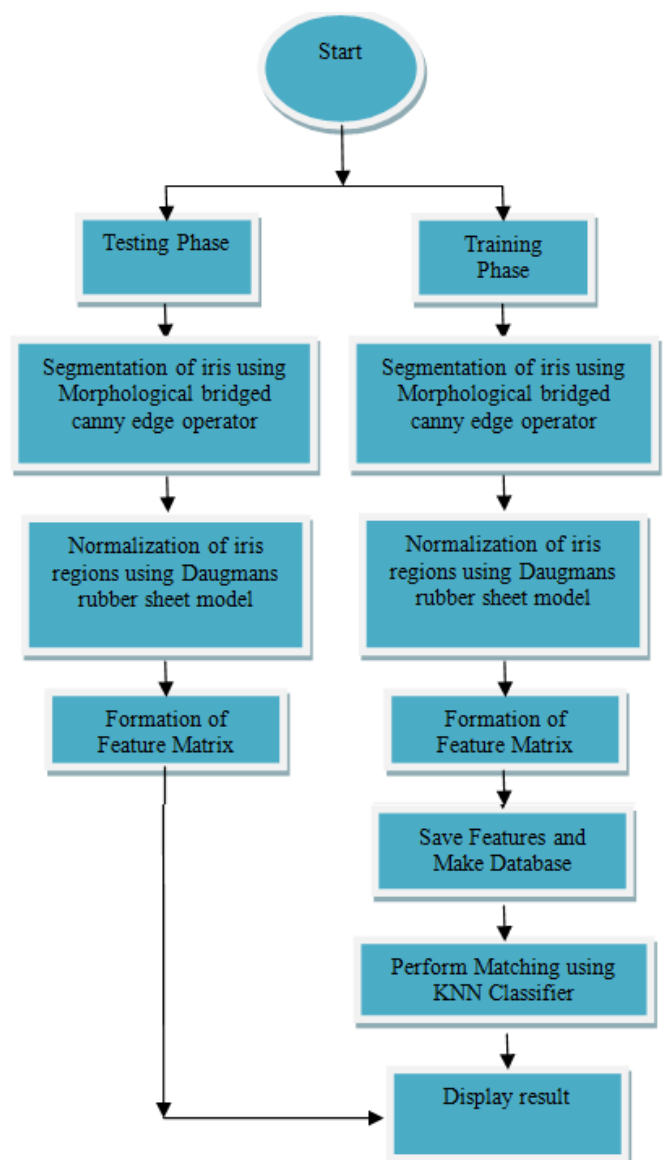 Start
Testing Phase
Training
Phase
Segmentation of iris using
Morphological bridged
canny edge operator
Segmentation of iris using
Morphological bridged
canny edge operator
Normalization of iris
regions using Daugmans
rubber sheet model
Normalization of iris
regions using Daugmans
rubber sheet model
Formation of
Feature Matrix
Formation of
Feature Matrix
Save Features and
Make Database
Perform Matching using
KNN Classifier
Display result